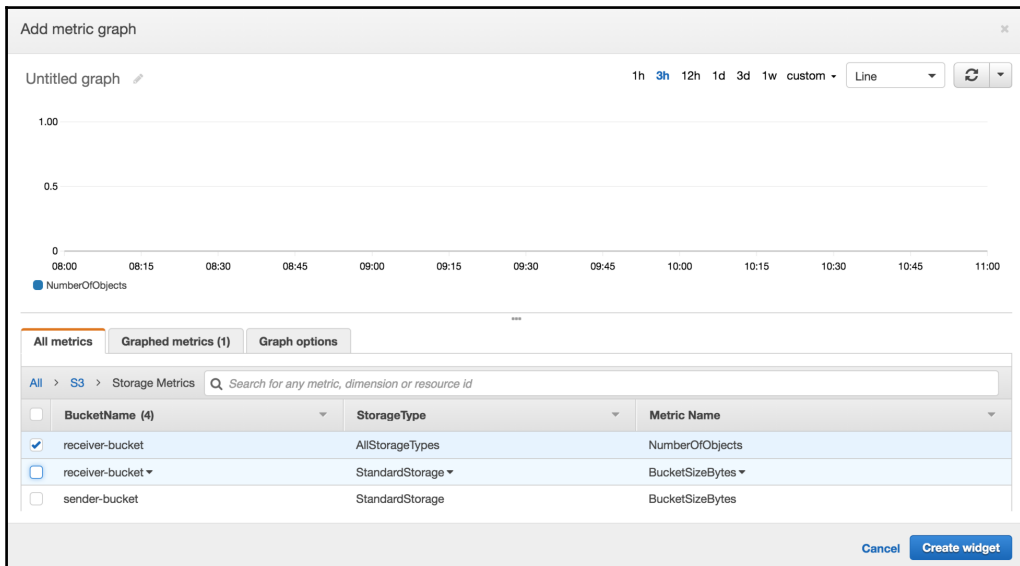 Add metric graph
Untitled graph 1h 3h 12h 1d 3d 1w custom Line
1.00
0.5
0
08:00 08:15 08:30 08:45 09:00 09:15 09:30 09:45 10:00 10:15 10:30 10:45 11:00
NumberOfObjects
All metrics Graphed metrics (1) Graph options
All > S3 > Storage Metrics Search for any metric, dimension or resource id
BucketName (4) StorageType Metric Name
receiver-bucket AllStorageTypes NumberOfObjects
receiver-bucket StandardStorage BucketSizeBytes
sender-bucket StandardStorage BucketSizeBytes
Cancel Create widget